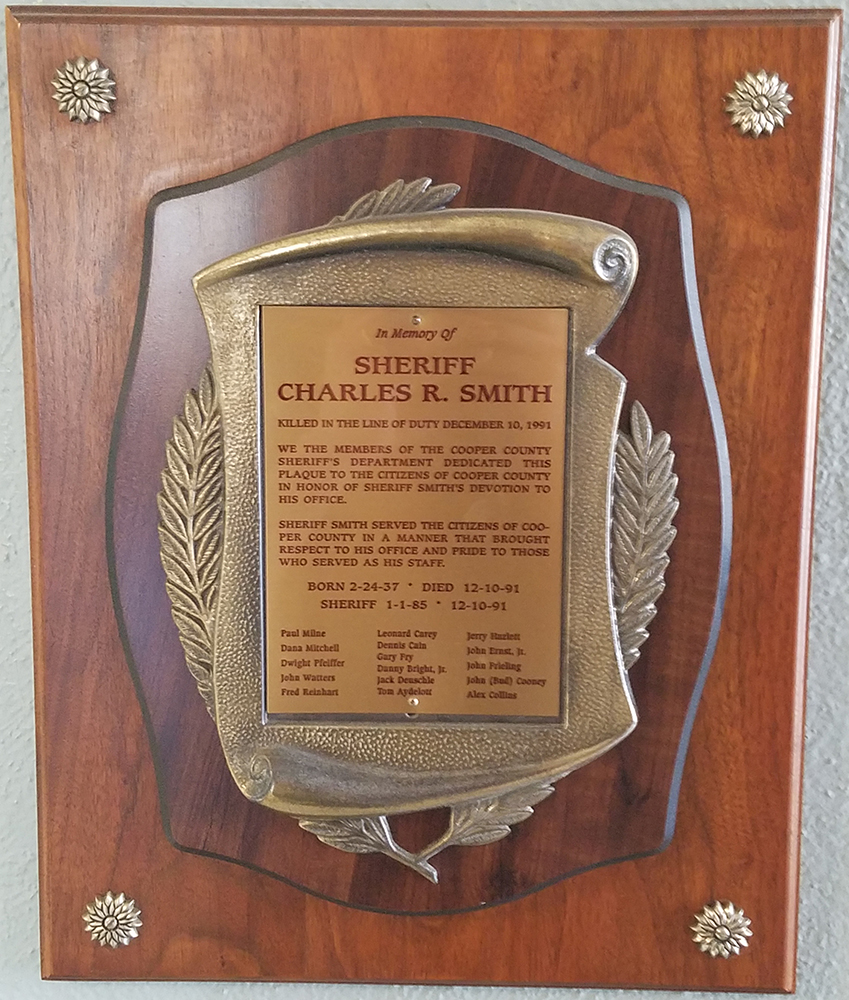 In Memory Of
SHERIFF
CHARLES R. SMITH
KILLED IN THE LINE OF DUTY DECEMBER 10, 1991
WE THE MEMBERS OF THE COOPER COUNTY
SHERIFF'S DEPARTMENT DEDICATED THIS
PLAQUE TO THE CITIZENS OF COOPER COUNTY
IN HONOR OF SHERIFF SMITH'S DEVOTION TO
HIS OFFICE.
SHERIFF SMITH SERVED THE CITIZENS OF COO-
PER COUNTY IN A MANNER THAT BROUGHT
RESPECT TO HIS OFFICE AND PRIDE TO THOSE
WHO SERVED AS HIS STAFF.
BORN 2-24-37 * DIED 12-10-91
SHERIFF 1-1-85 * 12-10-91
Paul Milne
Dana Mitchell
Dwight Pfeiffer
John Watters
Fred Reinhart
Leonard Carey
Dennis Cain
Gary Fry
Danny Bright, Jr.
Jack Deuschle
Tom Aydelott
Jerry Hazlett
John Ernst, Jr.
John Frieling
John (Bud) Cooney
Alex Collins